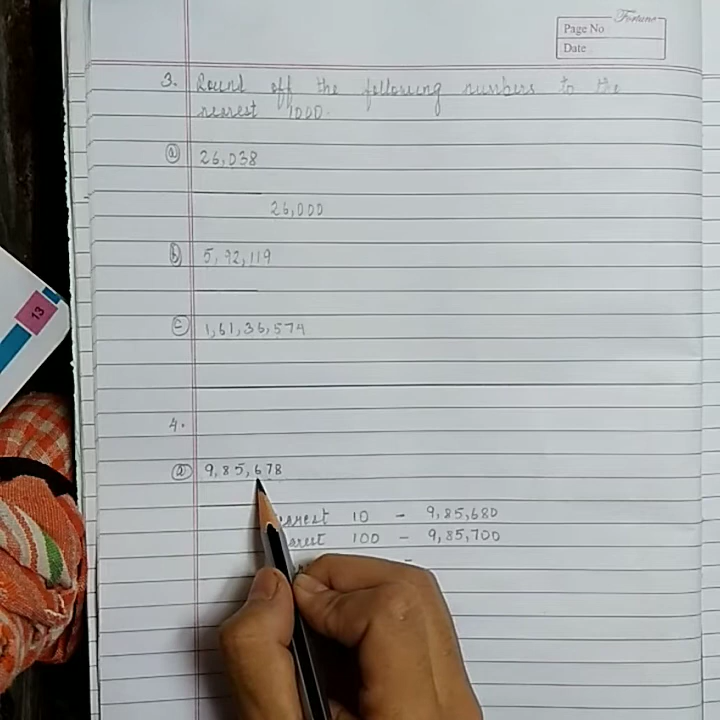 Fortune
Page No
Date
3. Round off the following numbers to the
nearest 1000.
(a) 26,038
26,000
(b) 5,92,119
(c) 1,61,36,574
13
4.
(a) 9,85,678
10 - 9,85,680
100 - 9,85,700
-